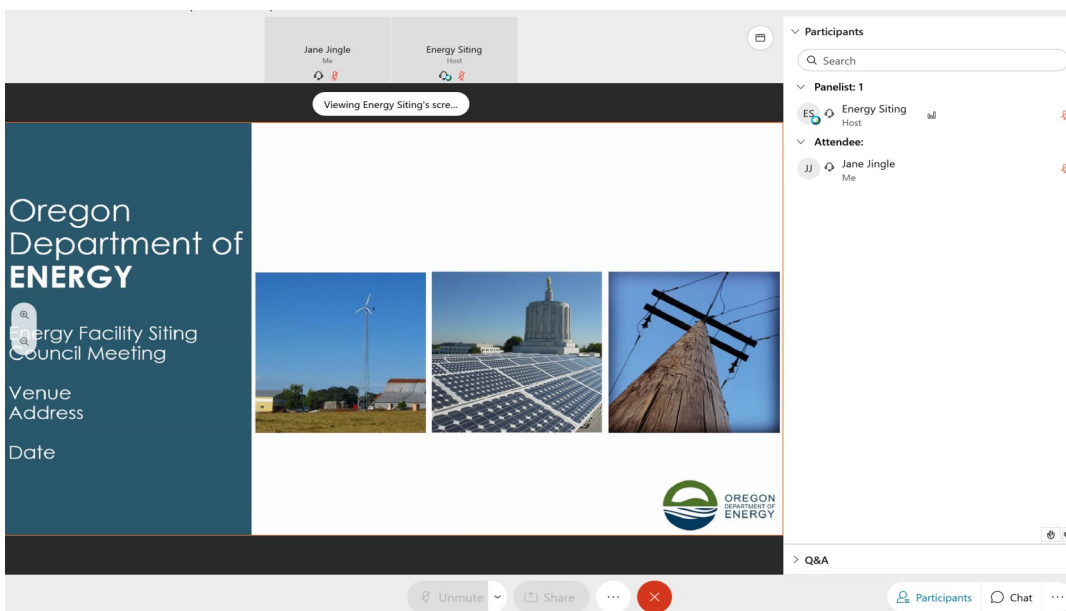 Jane Jingle
Me
Energy Siting
Host
Viewing Energy Siting's scre...
Oregon
Department of
ENERGY
Energy Facility Siting
Council Meeting
Venue
Address
Date
OREGON
DEPARTMENT OF
ENERGY
Participants
Search
Panelist: 1
ES
Energy Siting
Host
Attendee:
JJ
Jane Jingle
Me
Q&A
Unmute
Share
Participants
Chat